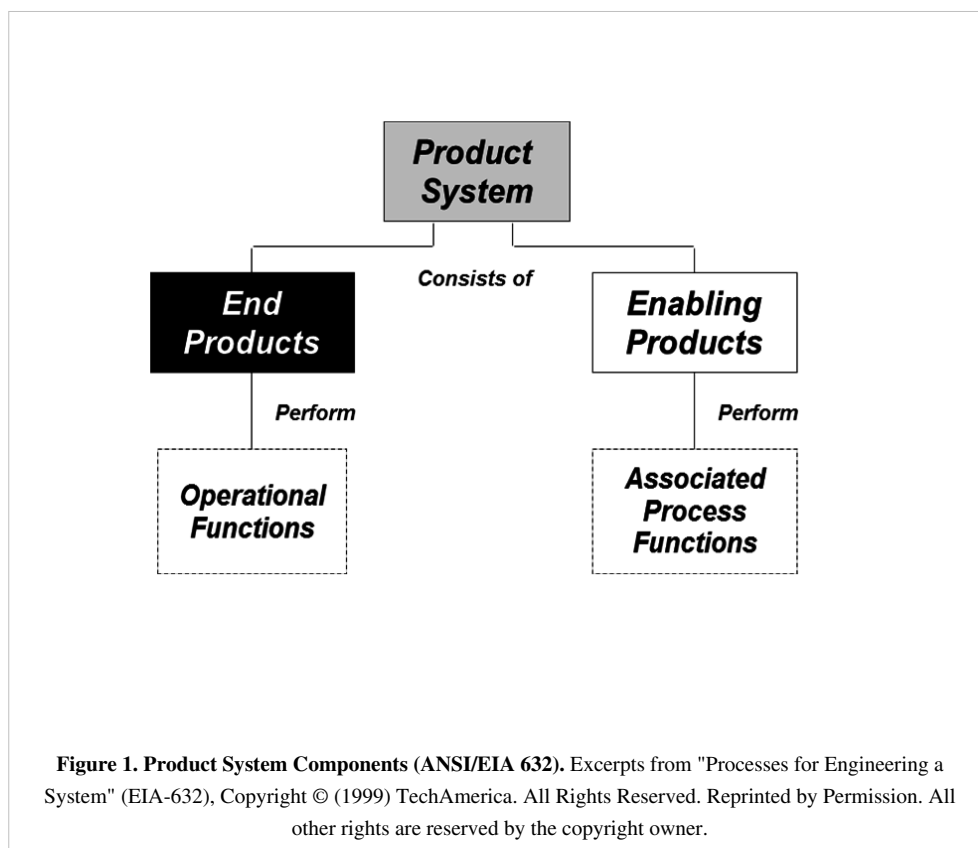 Product
System
Consists of
End
Products
Enabling
Products
Perform
Perform
Operational
Functions
Associated
Process
Functions
Figure 1. Product System Components (ANSI/EIA 632). Excerpts from "Processes for Engineering a
System" (EIA-632), Copyright © (1999) TechAmerica. All Rights Reserved. Reprinted by Permission. All
other rights are reserved by the copyright owner.